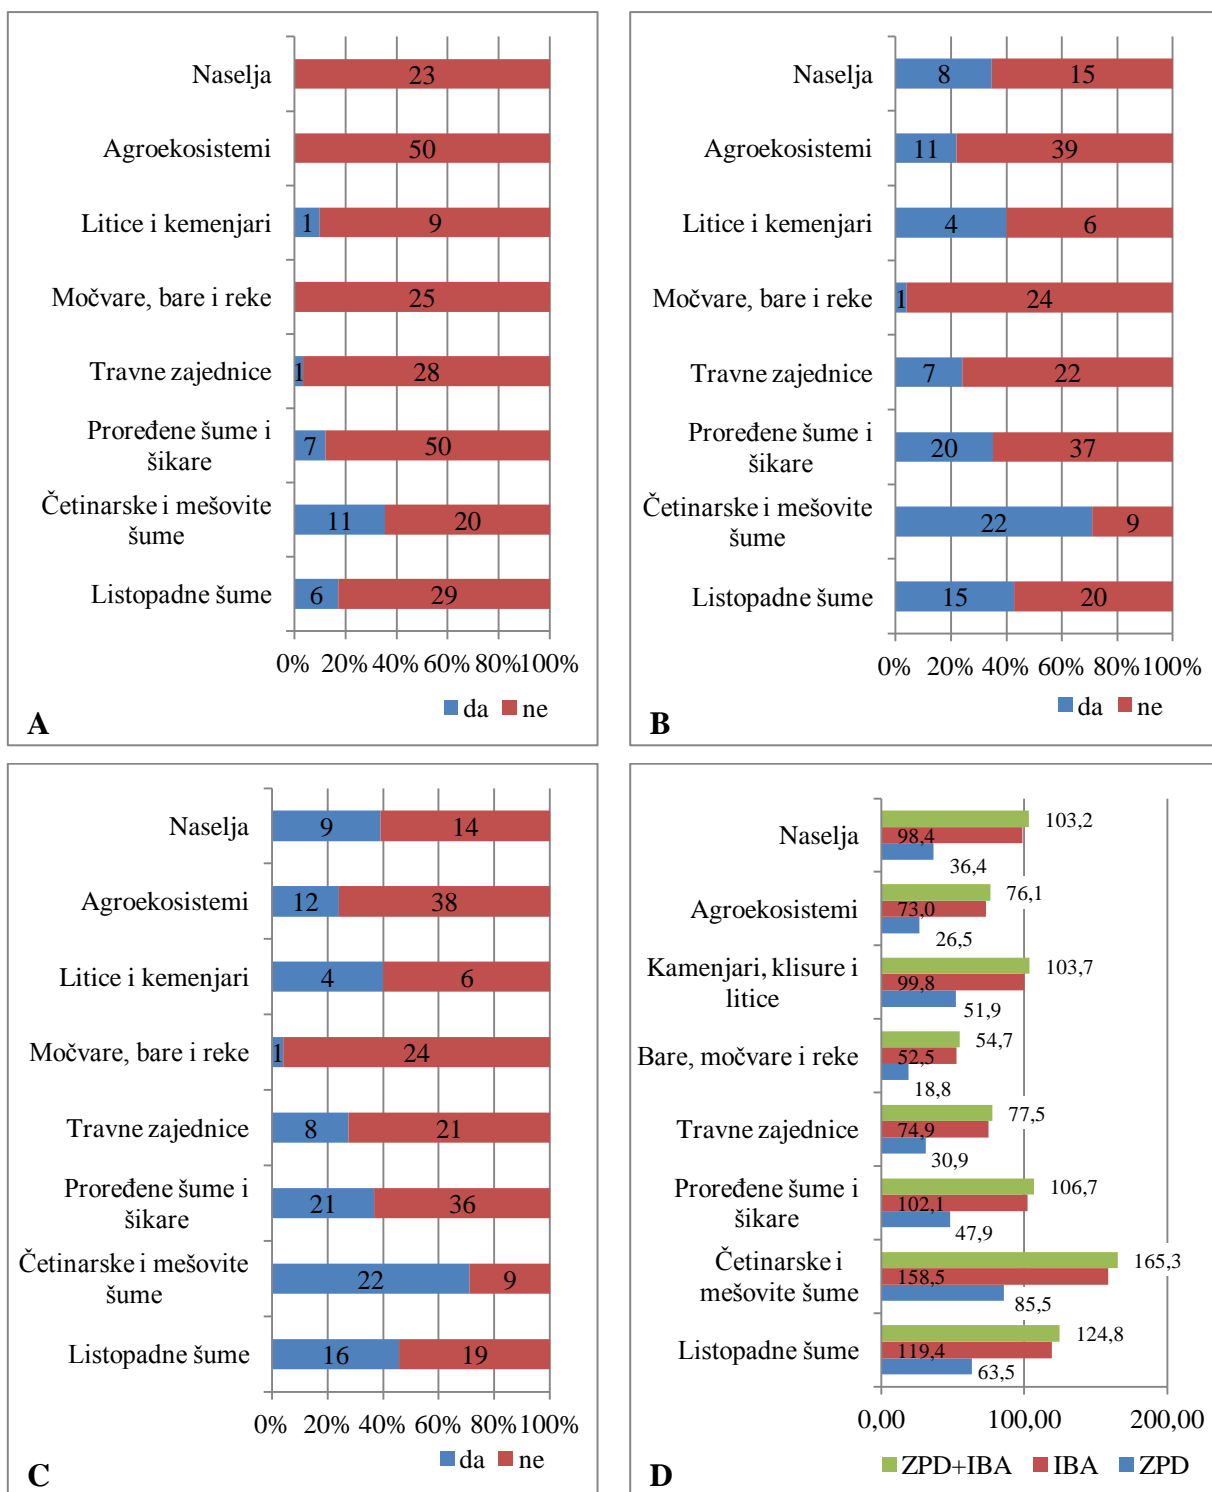 Naselja
23
Agroekosistemi
50
Litice i kemenjari
1 9
Močvare, bare i reke
25
Travne zajednice
1 28
Proređene šume i
šikare
7 50
Četinarske i mešovite
šume
11 20
Listopadne šume
6 29
0% 20% 40% 60% 80% 100%
da ne
A
Naselja
8 15
Agroekosistemi
11 39
Litice i kemenjari
4 6
Močvare, bare i reke
1 24
Travne zajednice
7 22
Proređene šume i
šikare
20 37
Četinarske i mešovite
šume
22 9
Listopadne šume
15 20
0% 20% 40% 60% 80% 100%
da ne
B
Naselja
9 14
Agroekosistemi
12 38
Litice i kemenjari
4 6
Močvare, bare i reke
1 24
Travne zajednice
8 21
Proređene šume i
šikare
21 36
Četinarske i mešovite
šume
22 9
Listopadne šume
16 19
0% 20% 40% 60% 80% 100%
da ne
C
Naselja
103,2
98,4
36,4
Agroekosistemi
76,1
73,0
26,5
Kamenjari, klisure i
litice
103,7
99,8
51,9
Bare, močvare i reke
54,7
52,5
18,8
Travne zajednice
77,5
74,9
30,9
Proređene šume i
šikare
106,7
102,1
47,9
Četinarske i
mešovite šume
165,3
158,5
85,5
Listopadne šume
124,8
119,4
63,5
0,00 100,00 200,00
ZPD+IBA IBA ZPD
D